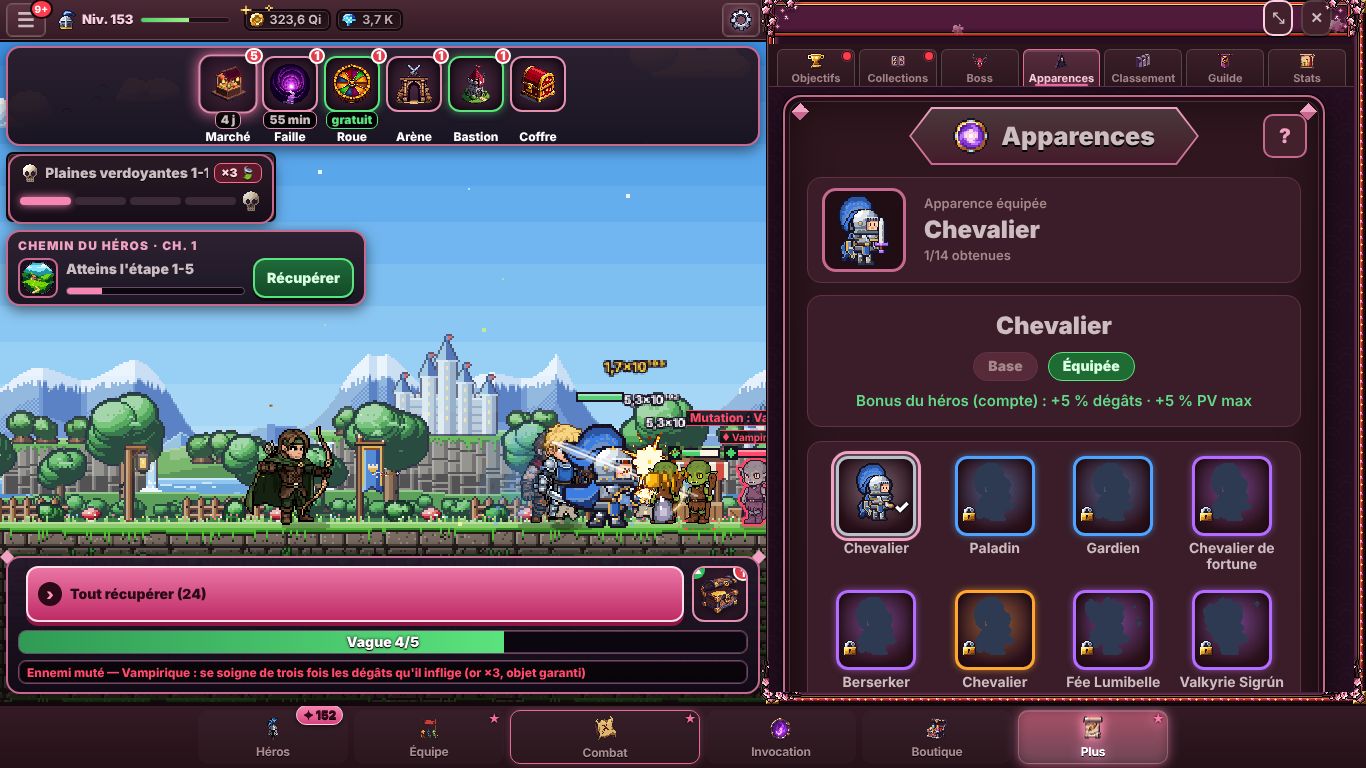 9+
Niv. 153
323,6 Qi
3,7 K
5
1
1
1
1
4 j
55 min
gratuit
Marché
Faille
Roue
Arène
Bastion
Coffre
Plaines verdoyantes 1-1
×3
CHEMIN DU HÉROS · CH. 1
Atteins l'étape 1-5
Récupérer
5,3×10
5,3×10
Mutation : Va
Vampir
Tout récupérer (24)
Vague 4/5
Ennemi muté — Vampirique : se soigne de trois fois les dégâts qu'il inflige (or ×3, objet garanti)
Objectifs
Collections
Boss
Apparences
Classement
Guilde
Stats
Apparences
?
Apparence équipée
Chevalier
1/14 obtenues
Chevalier
Base
Équipée
Bonus du héros (compte) : +5 % dégâts · +5 % PV max
Chevalier
Paladin
Gardien
Chevalier de
fortune
Berserker
Chevalier
Fée Lumibelle
Valkyrie Sigrún
152
Héros
Équipe
Combat
Invocation
Boutique
Plus